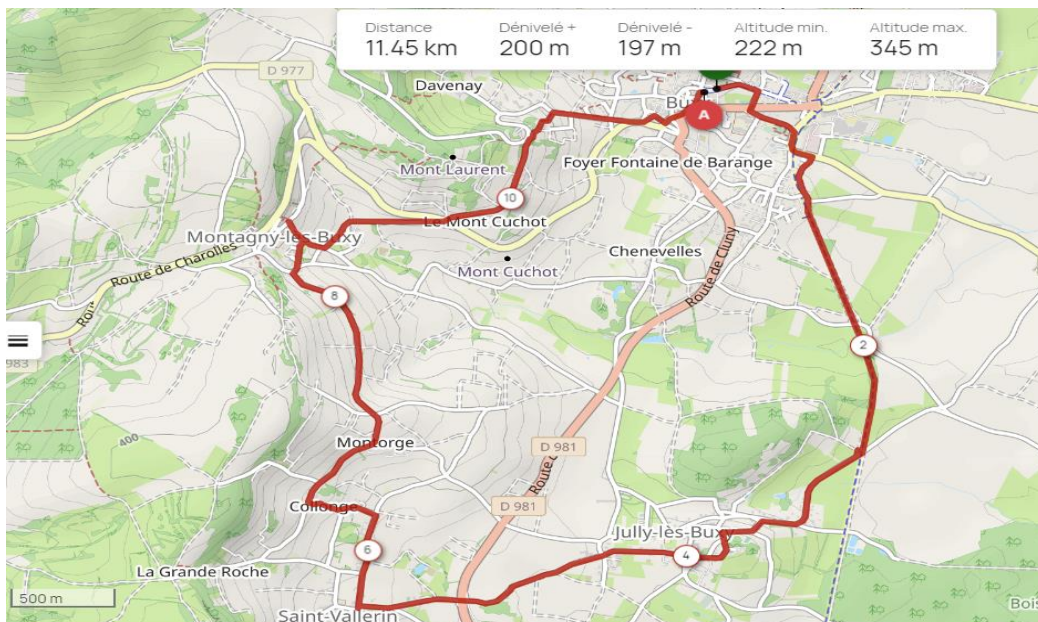 Distance Dénivelé + Dénivelé - Altitude min. Altitude max.
11.45 km 200 m 197 m 222 m 345 m
D 977
Davenay
A
Foyer Fontaine de Barange
Mont Laurent
10
Le Mont Cuchot
Montagny-lès-Buxy
Route de Charolles
Chenevelles
Mont Cuchot
Route de Cluny
8
2
983
400
Montorge
D 981
Collonge
D 981
Jully-lès-Buxy
6
4
La Grande Roche
500 m
Saint-Vallerin
Bois